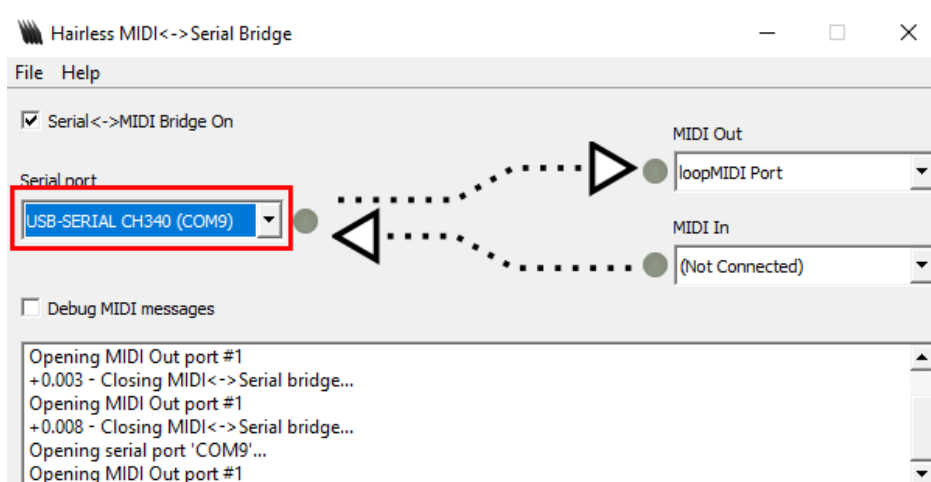 Hairless MIDI<->Serial Bridge
File Help
Serial<->MIDI Bridge On
MIDI Out
Serial port
loopMIDI Port
USB-SERIAL CH340 (COM9)
MIDI In
(Not Connected)
Debug MIDI messages
Opening MIDI Out port #1
+0.003 - Closing MIDI<->Serial bridge...
Opening MIDI Out port #1
+0.008 - Closing MIDI<->Serial bridge...
Opening serial port 'COM9'...
Opening MIDI Out port #1